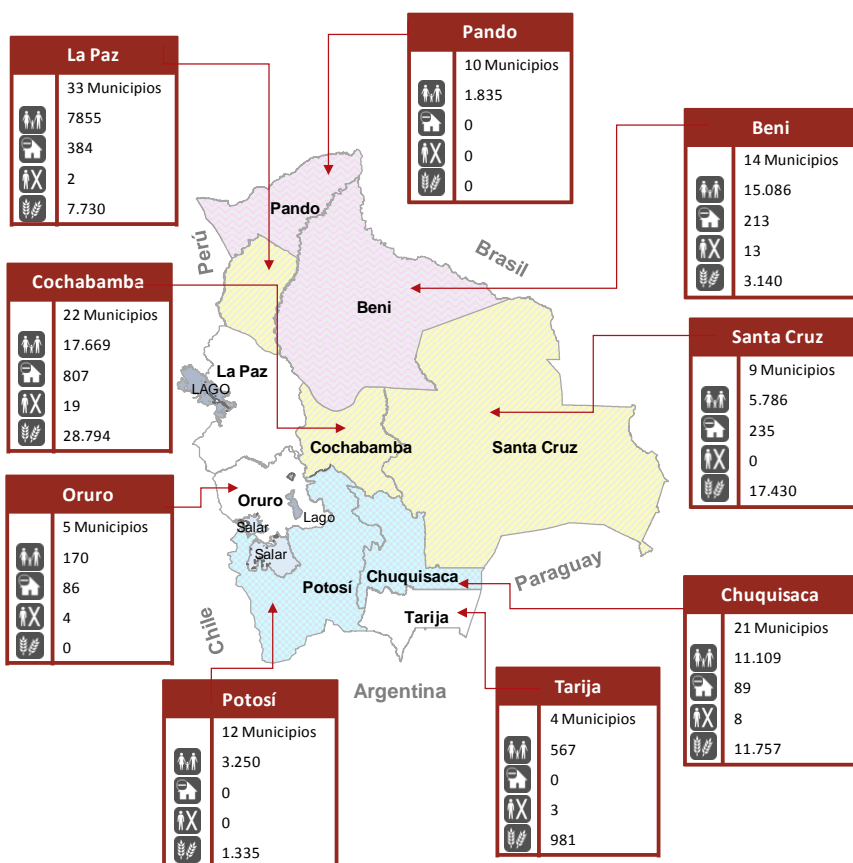 La Paz
33 Municipios
7855
384
2
7.730
Pando
10 Municipios
1.835
0
0
0
Beni
14 Municipios
15.086
213
13
3.140
Cochabamba
22 Municipios
17.669
807
19
28.794
Santa Cruz
9 Municipios
5.786
235
0
17.430
Oruro
5 Municipios
170
86
4
0
Chuquisaca
21 Municipios
11.109
89
8
11.757
Potosí
12 Municipios
3.250
0
0
1.335
Tarija
4 Municipios
567
0
3
981
Pando
Perú
Brasil
Beni
La Paz
LAGO
Cochabamba
Santa Cruz
Oruro
Lago
Salar
Salar
Potosí
Chuquisaca
Paraguay
Tarija
Chile
Argentina